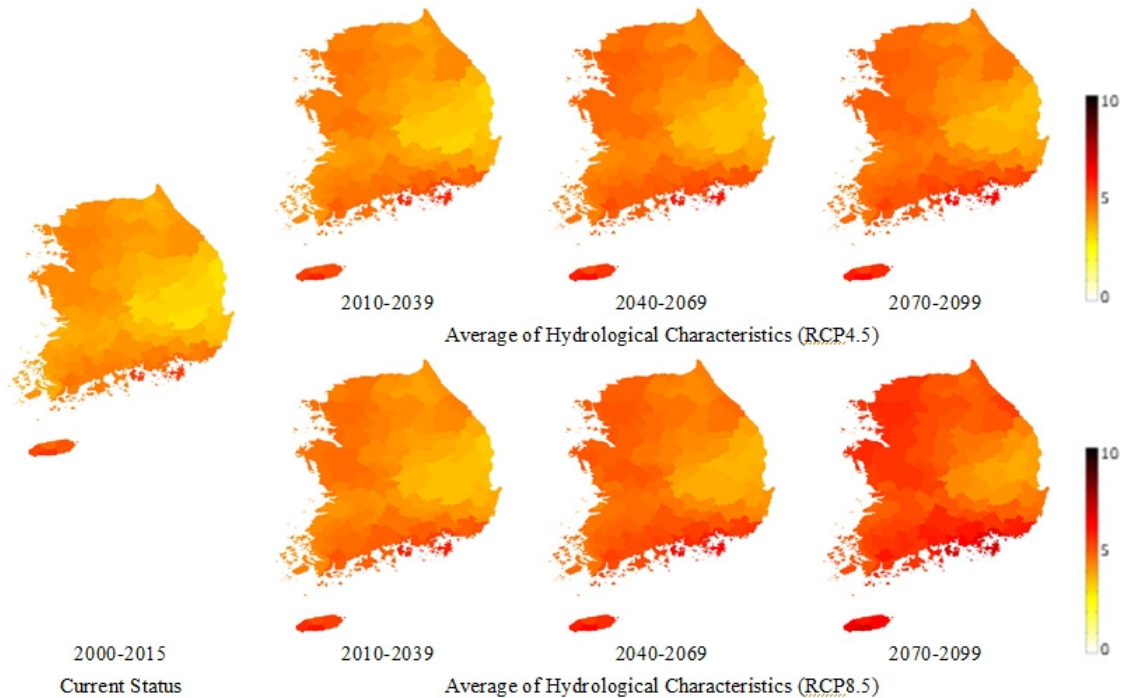 10
5
0
2010-2039 2040-2069 2070-2099
Average of Hydrological Characteristics (RCP4.5)
10
5
0
2000-2015 2010-2039 2040-2069 2070-2099
Current Status Average of Hydrological Characteristics (RCP8.5)